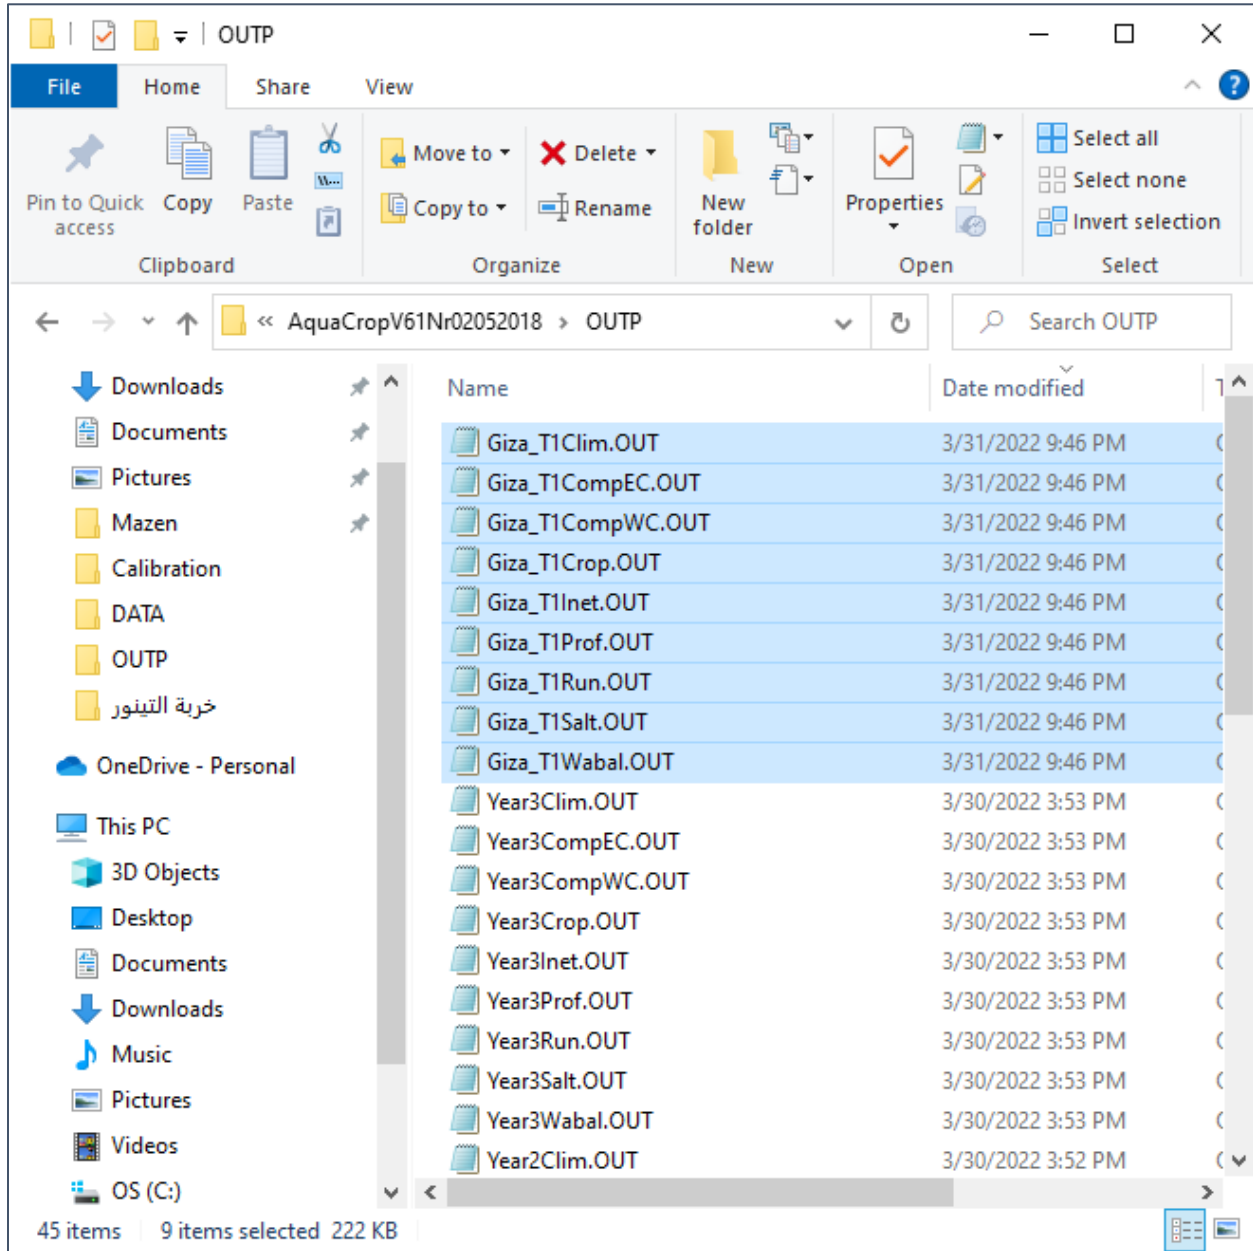 OUTP
File Home Share View
Pin to Quick access
Copy
Paste
Move to
Copy to
Delete
Rename
New folder
Properties
Select all
Select none
Invert selection
Clipboard Organize New Open Select
« AquaCropV61Nr02052018 > OUTP
Search OUTP
Downloads
Documents
Pictures
Mazen
Calibration
DATA
OUTP
خربة التينور
OneDrive - Personal
This PC
3D Objects
Desktop
Documents
Downloads
Music
Pictures
Videos
OS (C:)
Name Date modified
Giza_T1Clim.OUT 3/31/2022 9:46 PM
Giza_T1CompEC.OUT 3/31/2022 9:46 PM
Giza_T1CompWC.OUT 3/31/2022 9:46 PM
Giza_T1Crop.OUT 3/31/2022 9:46 PM
Giza_T1Inet.OUT 3/31/2022 9:46 PM
Giza_T1Prof.OUT 3/31/2022 9:46 PM
Giza_T1Run.OUT 3/31/2022 9:46 PM
Giza_T1Salt.OUT 3/31/2022 9:46 PM
Giza_T1Wabal.OUT 3/31/2022 9:46 PM
Year3Clim.OUT 3/30/2022 3:53 PM
Year3CompEC.OUT 3/30/2022 3:53 PM
Year3CompWC.OUT 3/30/2022 3:53 PM
Year3Crop.OUT 3/30/2022 3:53 PM
Year3Inet.OUT 3/30/2022 3:53 PM
Year3Prof.OUT 3/30/2022 3:53 PM
Year3Run.OUT 3/30/2022 3:53 PM
Year3Salt.OUT 3/30/2022 3:53 PM
Year3Wabal.OUT 3/30/2022 3:53 PM
Year2Clim.OUT 3/30/2022 3:52 PM
45 items 9 items selected 222 KB